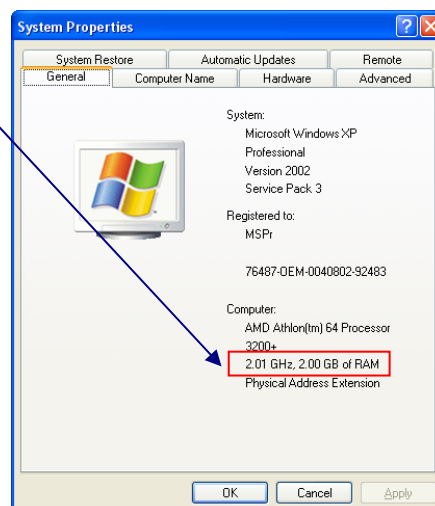 System Properties
System Restore Automatic Updates Remote
General Computer Name Hardware Advanced
System:
Microsoft Windows XP
Professional
Version 2002
Service Pack 3
Registered to:
MSPr
76487-OEM-0040802-92483
Computer:
AMD Athlon(tm) 64 Processor
3200+
2.01 GHz, 2.00 GB of RAM
Physical Address Extension
OK Cancel Apply